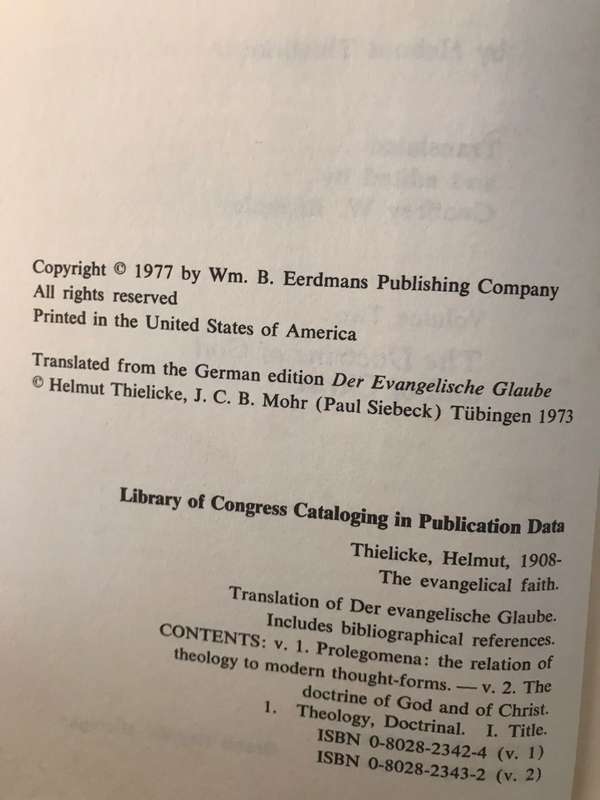 Copyright © 1977 by Wm. B. Eerdmans Publishing Company
All rights reserved
Printed in the United States of America
Translated from the German edition Der Evangelische Glaube
© Helmut Thielicke, J. C. B. Mohr (Paul Siebeck) Tübingen 1973
Library of Congress Cataloging in Publication Data
Thielicke, Helmut, 1908-
The evangelical faith.
Translation of Der evangelische Glaube.
Includes bibliographical references.
CONTENTS: v. 1. Prolegomena: the relation of
theology to modern thought-forms. — v. 2. The
doctrine of God and of Christ.
1. Theology, Doctrinal. I. Title.
ISBN 0-8028-2342-4 (v. 1)
ISBN 0-8028-2343-2 (v. 2)